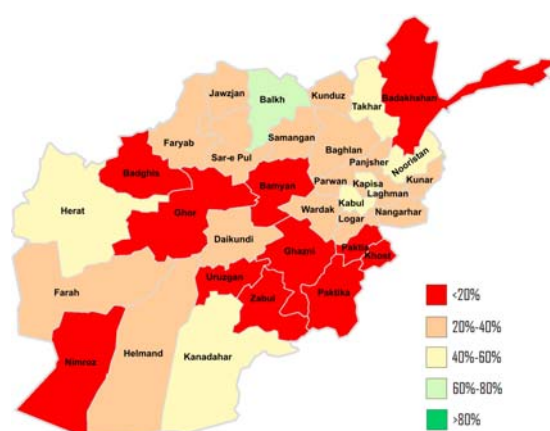 Jawzjan
Balkh
Kunduz
Takhar
Badakhshan
Faryab
Sar-e Pul
Samangan
Baghlan
Panjsher
Nooristan
Badghis
Bamyan
Parwan
Kapisa
Kunar
Laghman
Herat
Ghor
Kabul
Wardak
Nangarhar
Logar
Daikundi
Ghazni
Paktia
Khost
Farah
Uruzgan
Zabul
Paktika
Nimroz
Helmand
Kanadahar
<20%
20%-40%
40%-60%
60%-80%
>80%